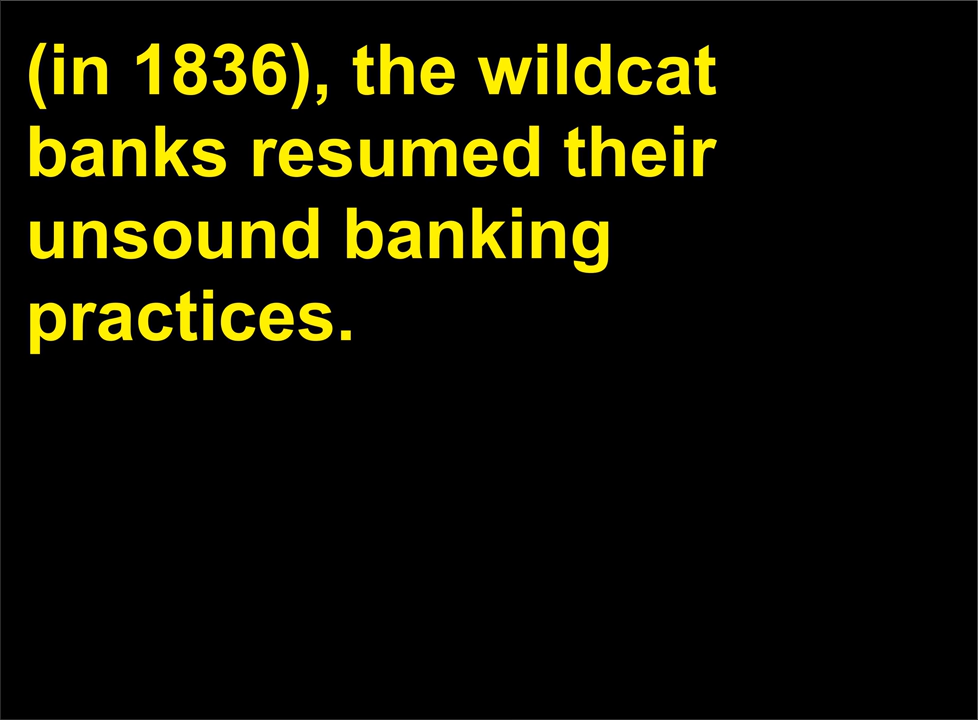 (in 1836), the wildcat
banks resumed their
unsound banking
practices.